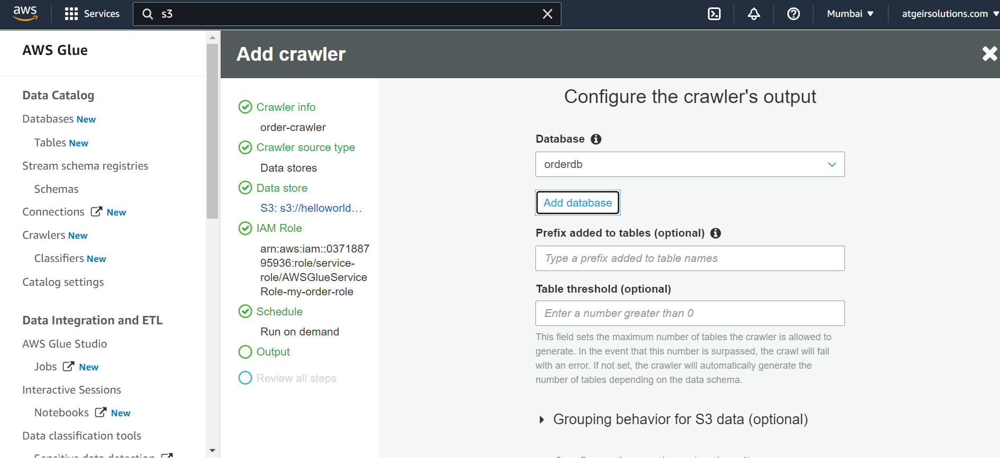 aws
Services
s3
Mumbai
atgeirsolutions.com
AWS Glue
Data Catalog
Databases New
Tables New
Stream schema registries
Schemas
Connections New
Crawlers New
Classifiers New
Catalog settings
Data Integration and ETL
AWS Glue Studio
Jobs New
Interactive Sessions
Notebooks New
Data classification tools
Sensitive data detection
Add crawler
Crawler info
order-crawler
Crawler source type
Data stores
Data store
S3: s3://helloworld...
IAM Role
arn:aws:iam::0371887
95936:role/service-
role/AWSGlueService
Role-my-order-role
Schedule
Run on demand
Output
Review all steps
Configure the crawler's output
Database
orderdb
Add database
Prefix added to tables (optional)
Type a prefix added to table names
Table threshold (optional)
Enter a number greater than 0
This field sets the maximum number of tables the crawler is allowed to
generate. In the event that this number is surpassed, the crawl will fail
with an error. If not set, the crawler will automatically generate the
number of tables depending on the data schema.
Grouping behavior for S3 data (optional)